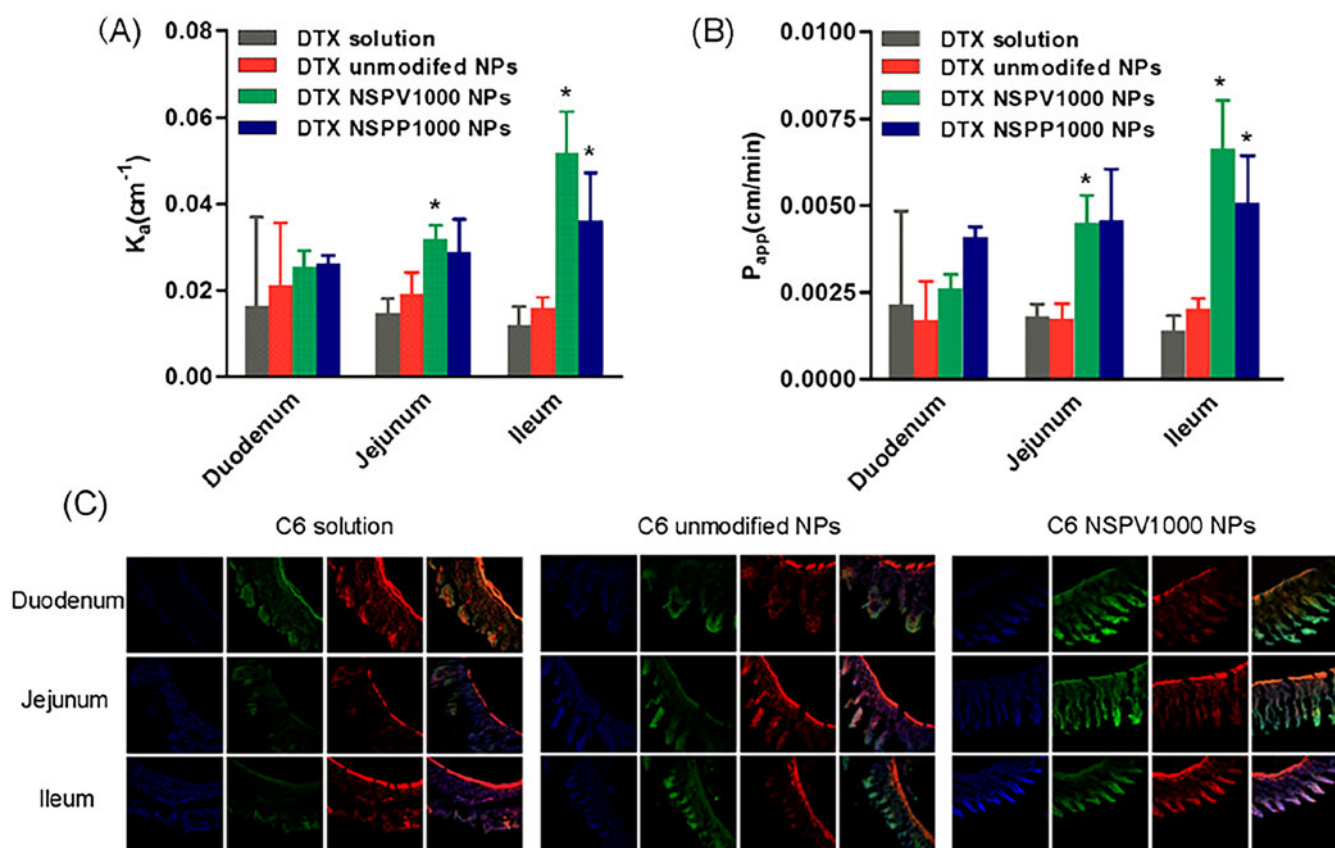 (A)
0.08
0.06
0.04
0.02
0.00
Ka(cm-1)
DTX solution
DTX unmodifed NPs
DTX NSPV1000 NPs
DTX NSPP1000 NPs
*
*
*
Duodenum
Jejunum
Ileum
(B)
0.0100
0.0075
0.0050
0.0025
0.0000
Papp(cm/min)
DTX solution
DTX unmodifed NPs
DTX NSPV1000 NPs
DTX NSPP1000 NPs
*
*
*
Duodenum
Jejunum
Ileum
(C)
C6 solution
C6 unmodified NPs
C6 NSPV1000 NPs
Duodenum
Jejunum
Ileum